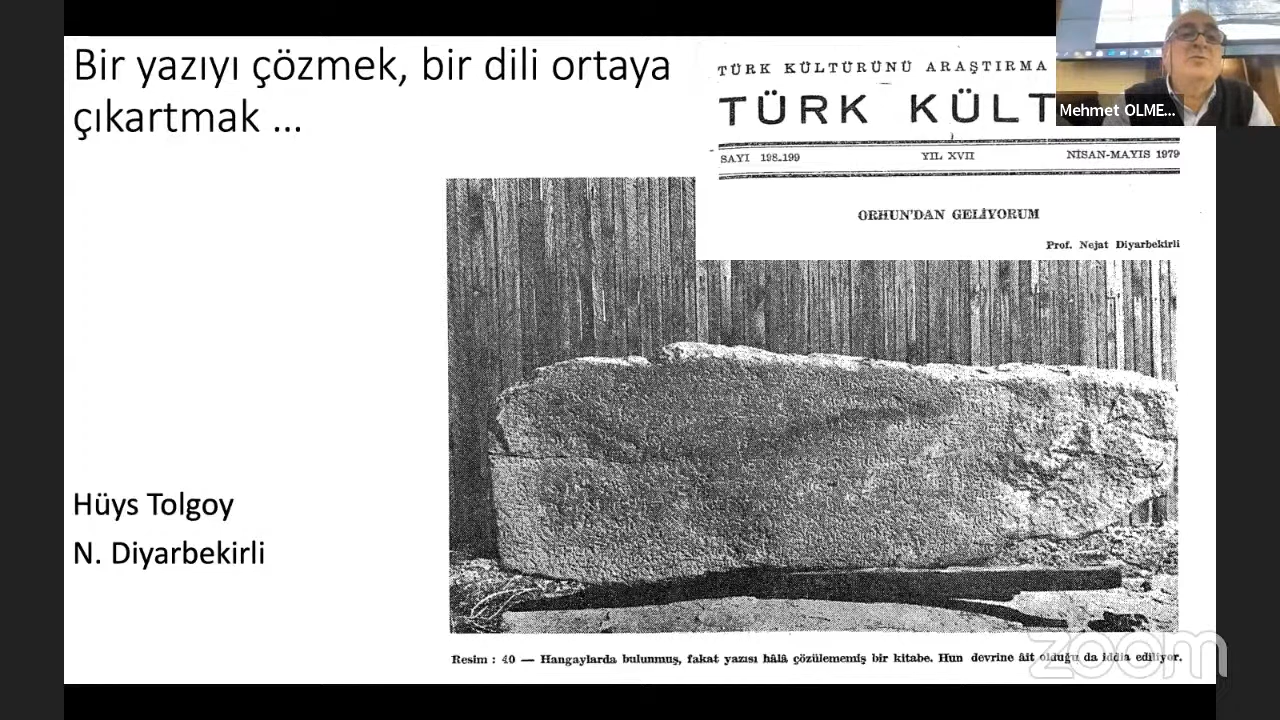 Bir yazıyı çözmek, bir dili ortaya
çıkartmak ...
TÜRK KÜLTÜRÜNÜ ARAŞTIRMA
TÜRK KÜLT
SAYI 198-199 YIL XVII NİSAN-MAYIS 1979
ORHUN'DAN GELİYORUM
Prof. Nejat Diyarbekirli
Mehmet OLME...
Hüys Tolgoy
N. Diyarbekirli
Resim : 40 — Hangaylarda bulunmuş, fakat yazısı hâlâ çözülememiş bir kitabe. Hun devrine âit olduğu da iddia ediliyor.
zoom